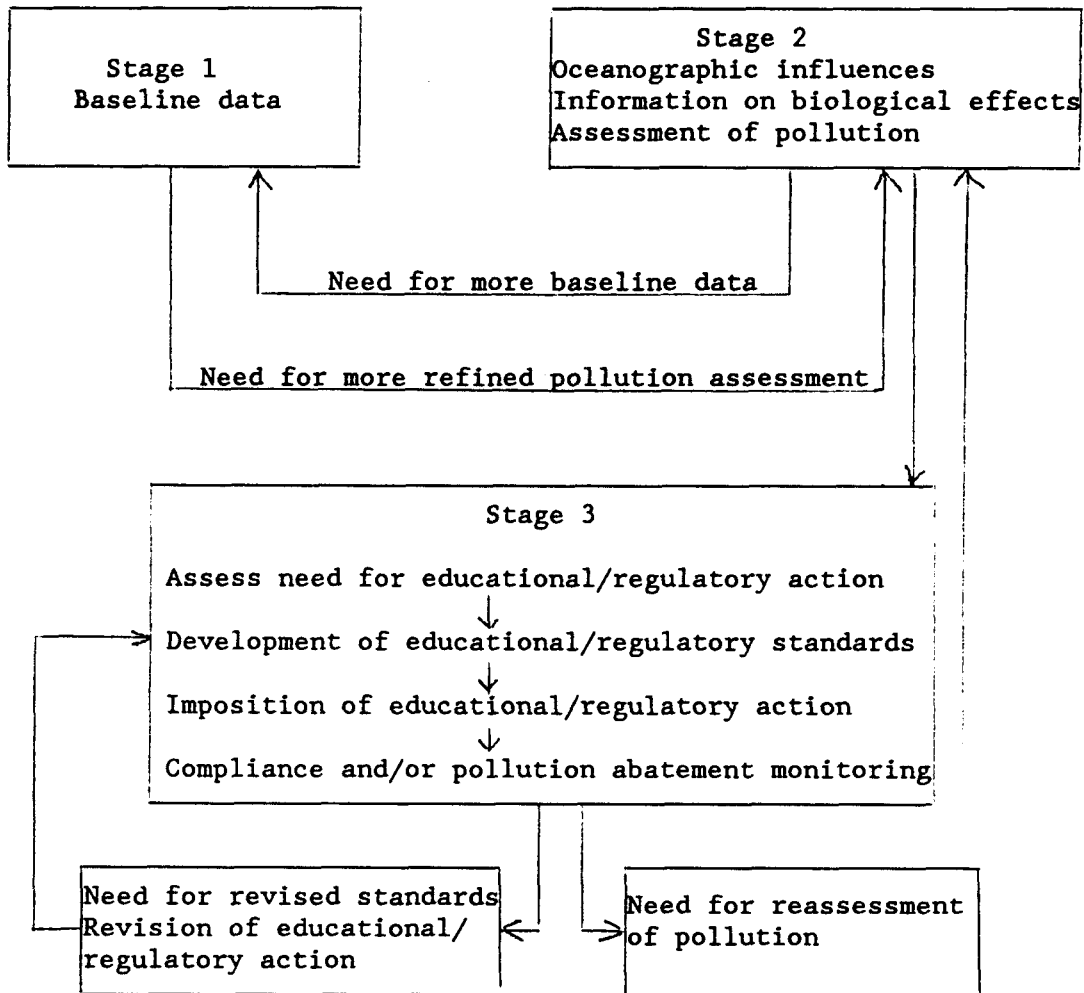 Stage 1
Baseline data
Stage 2
Oceanographic influences
Information on biological effects
Assessment of pollution
Need for more baseline data
Need for more refined pollution assessment
Stage 3
Assess need for educational/regulatory action
Development of educational/regulatory standards
Imposition of educational/regulatory action
Compliance and/or pollution abatement monitoring
Need for revised standards
Revision of educational/
regulatory action
Need for reassessment
of pollution